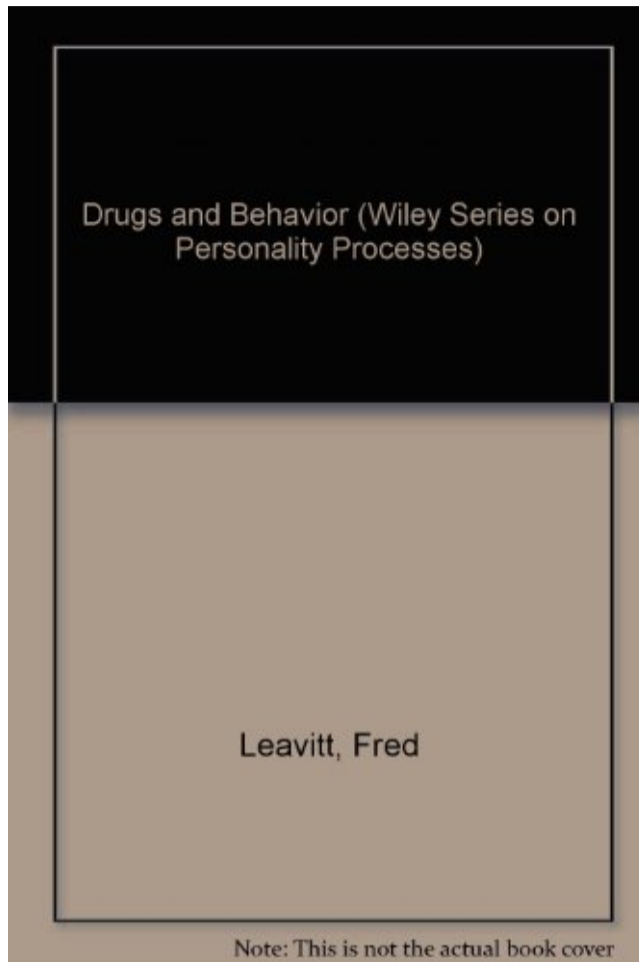 Drugs and Behavior (Wiley Series on
Personality Processes)
Leavitt, Fred
Note: This is not the actual book cover